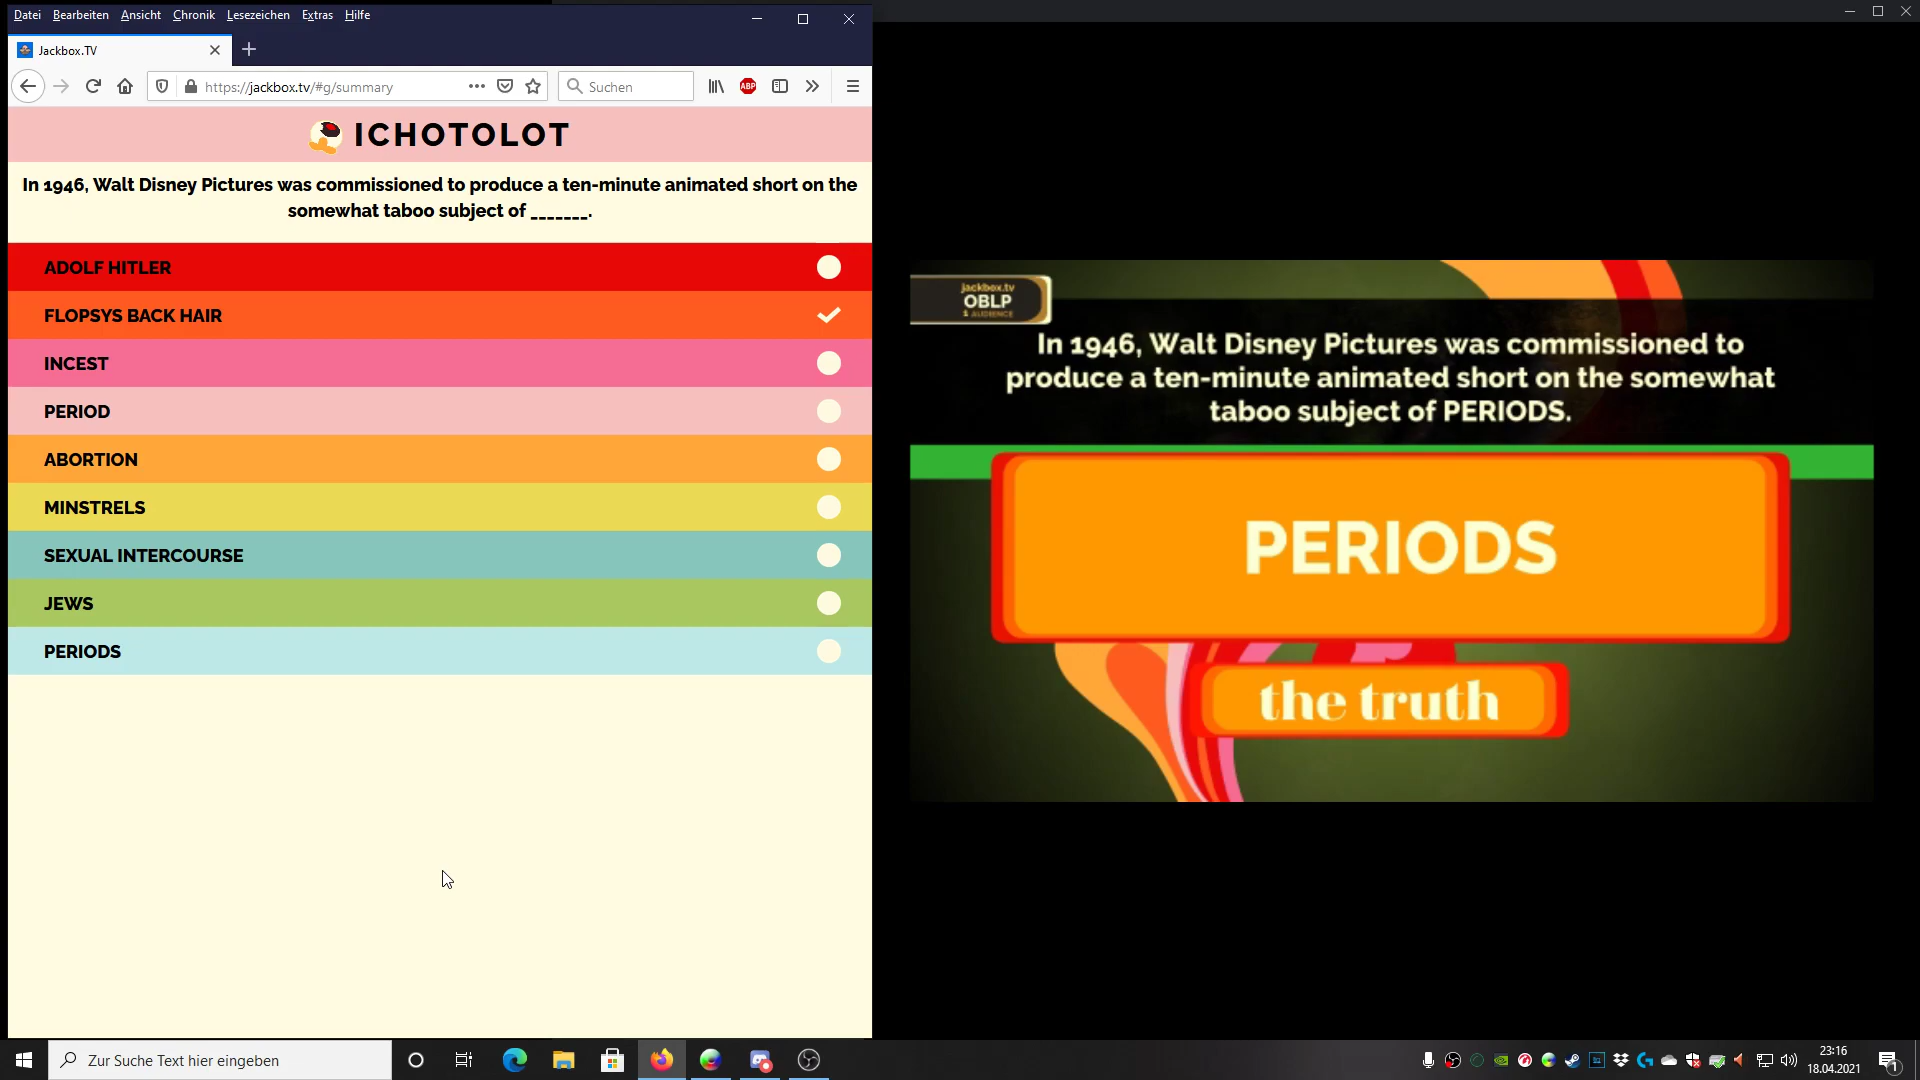 Datei Bearbeiten Ansicht Chronik Lesezeichen Extras Hilfe
Jackbox.TV
https://jackbox.tv/#g/summary
Suchen
ABP
ICHOTOLOT
In 1946, Walt Disney Pictures was commissioned to produce a ten-minute animated short on the
somewhat taboo subject of _______.
ADOLF HITLER
FLOPSYS BACK HAIR
INCEST
PERIOD
ABORTION
MINSTRELS
SEXUAL INTERCOURSE
JEWS
PERIODS
jackbox.tv
OBLP
AUDIENCE
In 1946, Walt Disney Pictures was commissioned to
produce a ten-minute animated short on the somewhat
taboo subject of PERIODS.
PERIODS
the truth
Zur Suche Text hier eingeben
23:16
18.04.2021
1